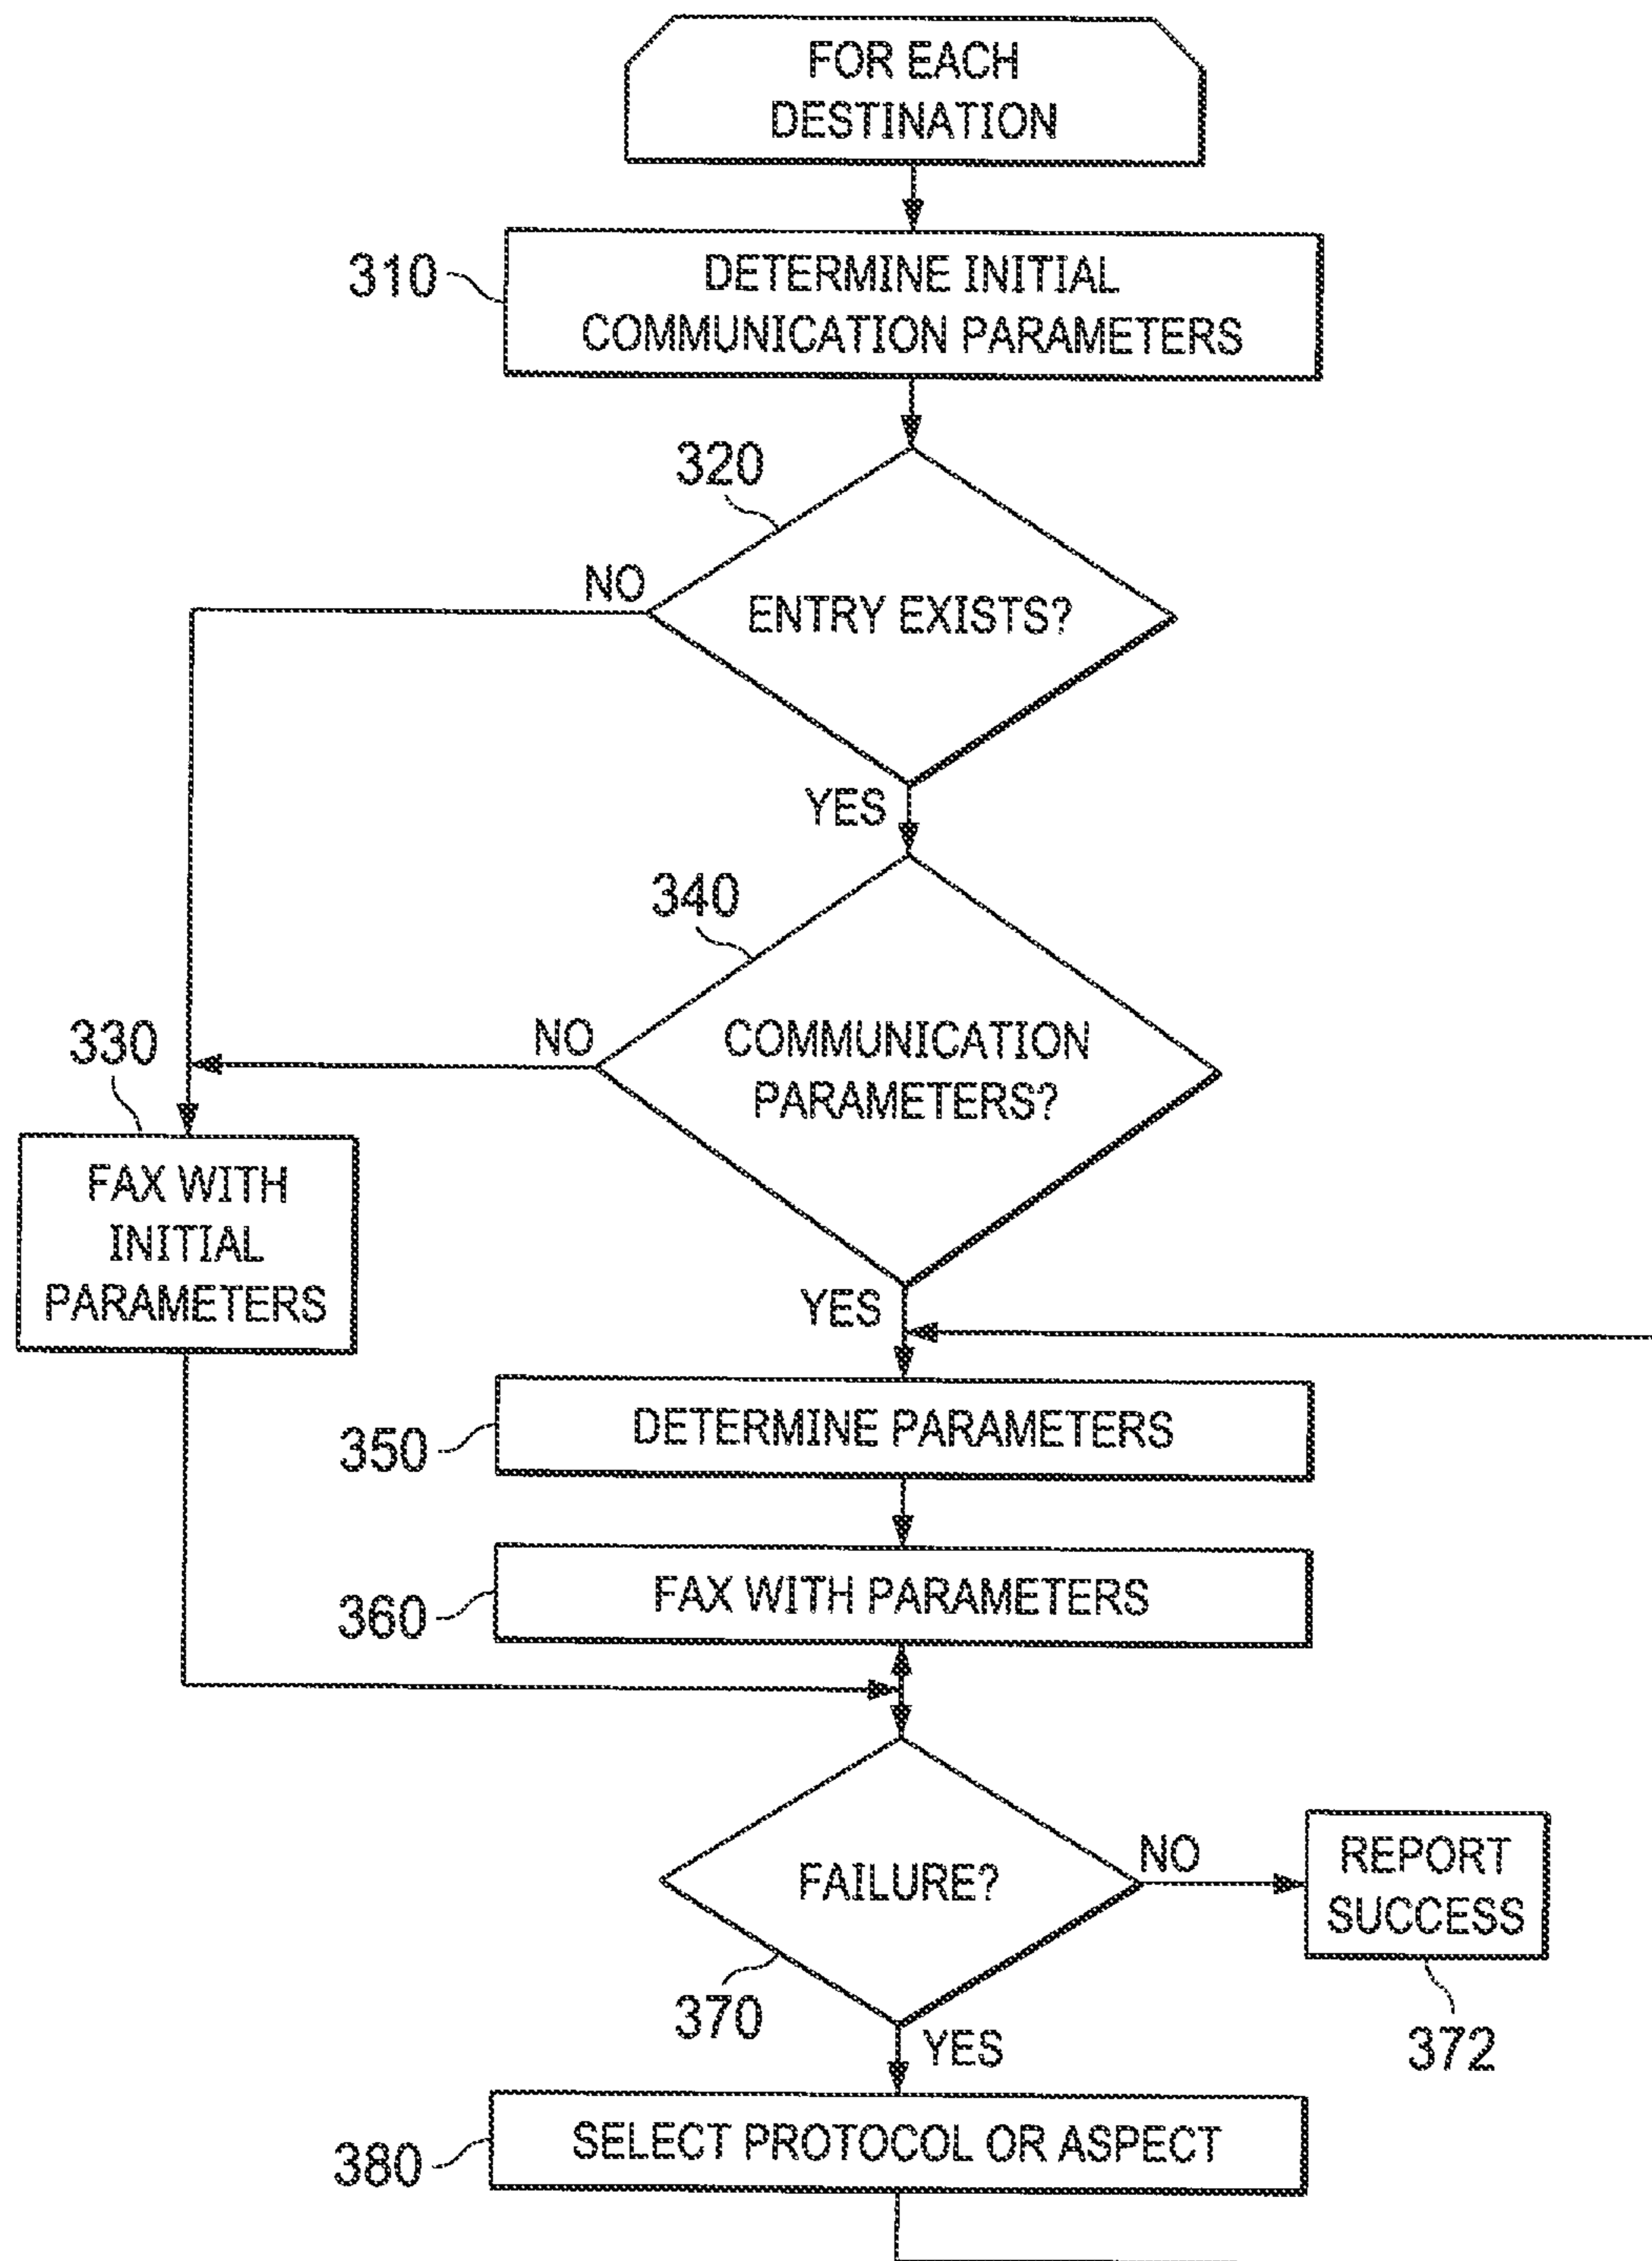 FOR EACH
DESTINATION
310
DETERMINE INITIAL
COMMUNICATION PARAMETERS
320
NO
ENTRY EXISTS?
YES
340
NO
COMMUNICATION
PARAMETERS?
330
FAX WITH
INITIAL
PARAMETERS
YES
350
DETERMINE PARAMETERS
360
FAX WITH PARAMETERS
FAILURE?
NO
REPORT
SUCCESS
370
YES
372
380
SELECT PROTOCOL OR ASPECT